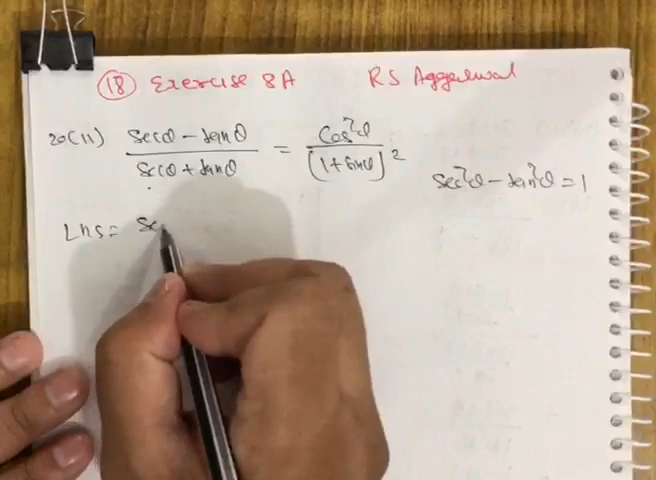 18 Exercise 8A RS Aggarwal
20(ii) secθ - tanθ / secθ + tanθ = cos²θ / (1 + sinθ)²
sec²θ - tan²θ = 1
LHS = se